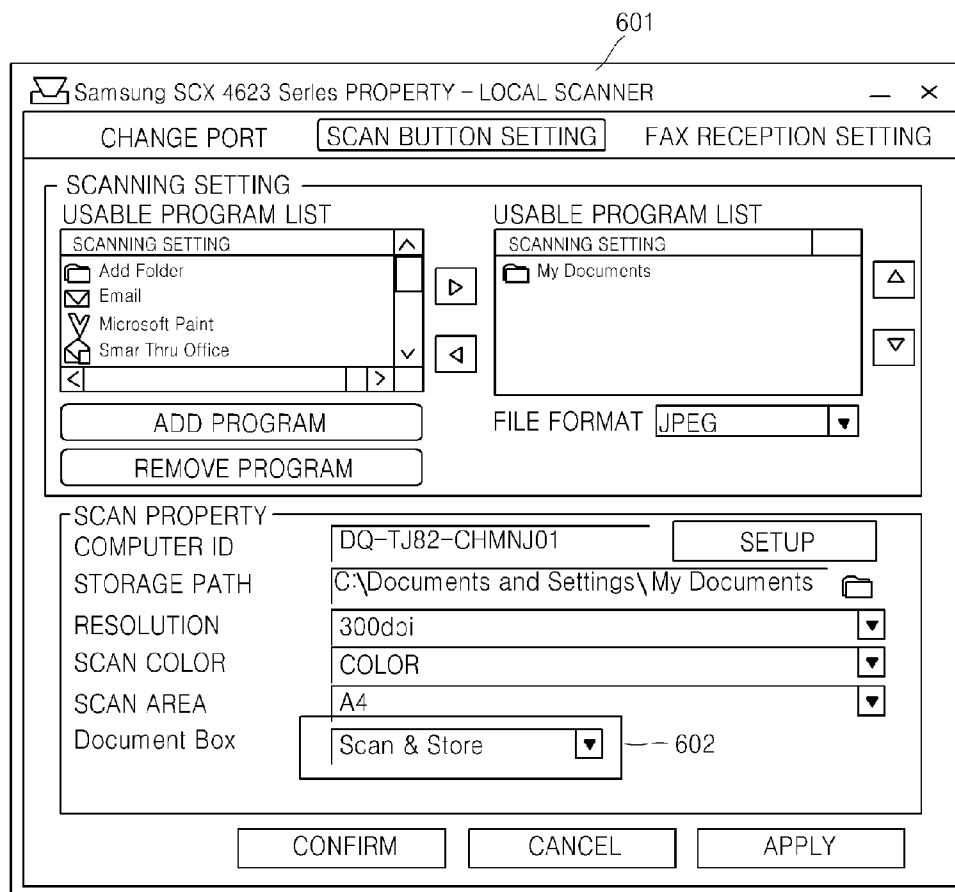 601
Samsung SCX 4623 Series PROPERTY – LOCAL SCANNER
CHANGE PORT SCAN BUTTON SETTING FAX RECEPTION SETTING
SCANNING SETTING
USABLE PROGRAM LIST USABLE PROGRAM LIST
SCANNING SETTING SCANNING SETTING
Add Folder My Documents
Email
Microsoft Paint
Smar Thru Office
ADD PROGRAM FILE FORMAT JPEG
REMOVE PROGRAM
SCAN PROPERTY
COMPUTER ID DQ-TJ82-CHMNJ01 SETUP
STORAGE PATH C:\Documents and Settings\My Documents
RESOLUTION 300dpi
SCAN COLOR COLOR
SCAN AREA A4
Document Box Scan & Store 602
CONFIRM CANCEL APPLY